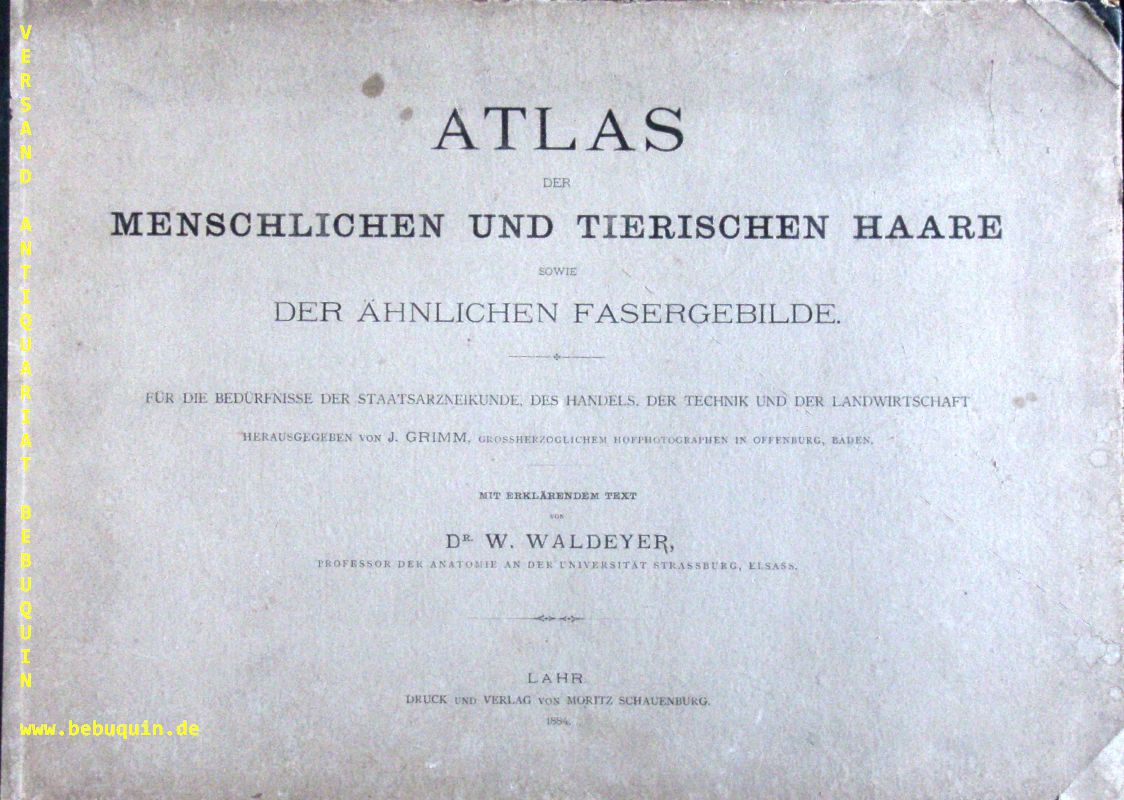 ATLAS
DER
MENSCHLICHEN UND TIERISCHEN HAARE
SOWIE
DER ÄHNLICHEN FASERGEBILDE.
FÜR DIE BEDÜRFNISSE DER STAATSARZNEIKUNDE, DES HANDELS, DER TECHNIK UND DER LANDWIRTSCHAFT
HERAUSGEGEBEN VON J. GRIMM, GROSSHERZOGLICHEM HOFPHOTOGRAPHEN IN OFFENBURG, BADEN.
MIT ERKLÄRENDEM TEXT
VON
DR. W. WALDEYER,
PROFESSOR DER ANATOMIE AN DER UNIVERSITÄT STRASSBURG, ELSASS.
LAHR
DRUCK UND VERLAG VON MORITZ SCHAUENBURG.
1884.
VERSAND ANTIQUARIAT BEBUQUIN
www.bebuquin.de